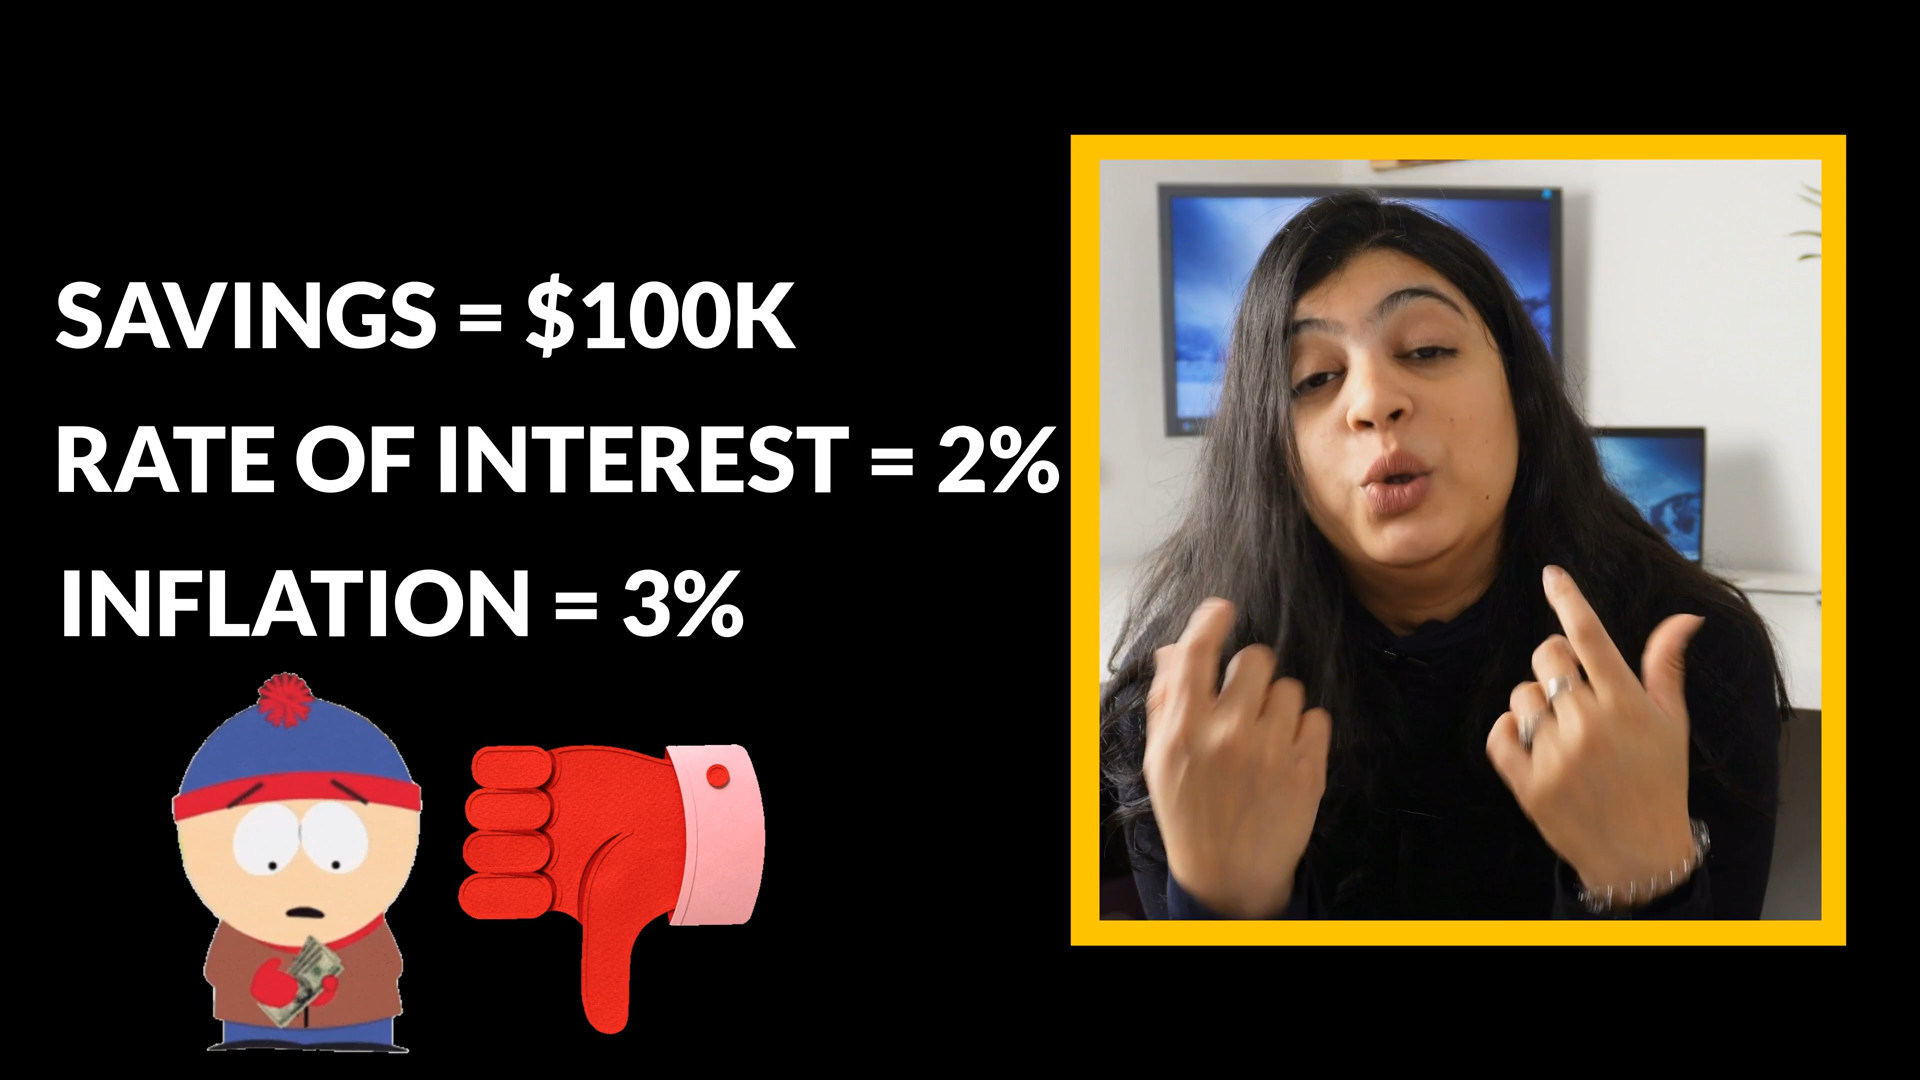 SAVINGS = $100K
RATE OF INTEREST = 2%
INFLATION = 3%